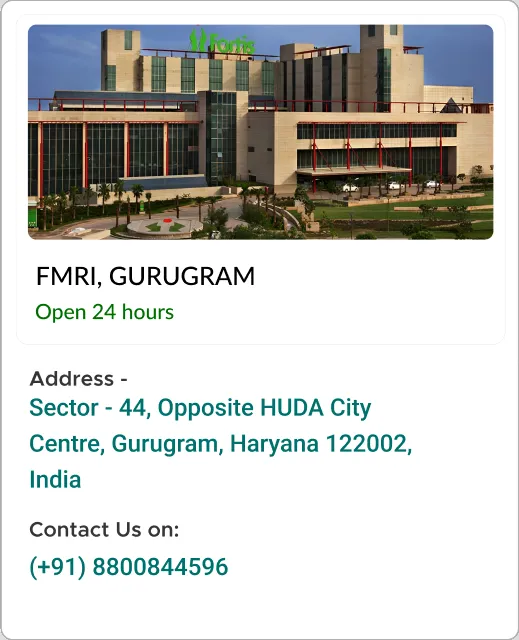 Fortis
FMRI, GURUGRAM
Open 24 hours
Address -
Sector - 44, Opposite HUDA City
Centre, Gurugram, Haryana 122002,
India
Contact Us on:
(+91) 8800844596